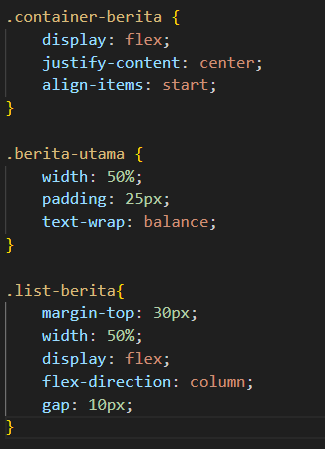 .container-berita {
    display: flex;
    justify-content: center;
    align-items: start;
}

.berita-utama {
    width: 50%;
    padding: 25px;
    text-wrap: balance;
}

.list-berita{
    margin-top: 30px;
    width: 50%;
    display: flex;
    flex-direction: column;
    gap: 10px;
}